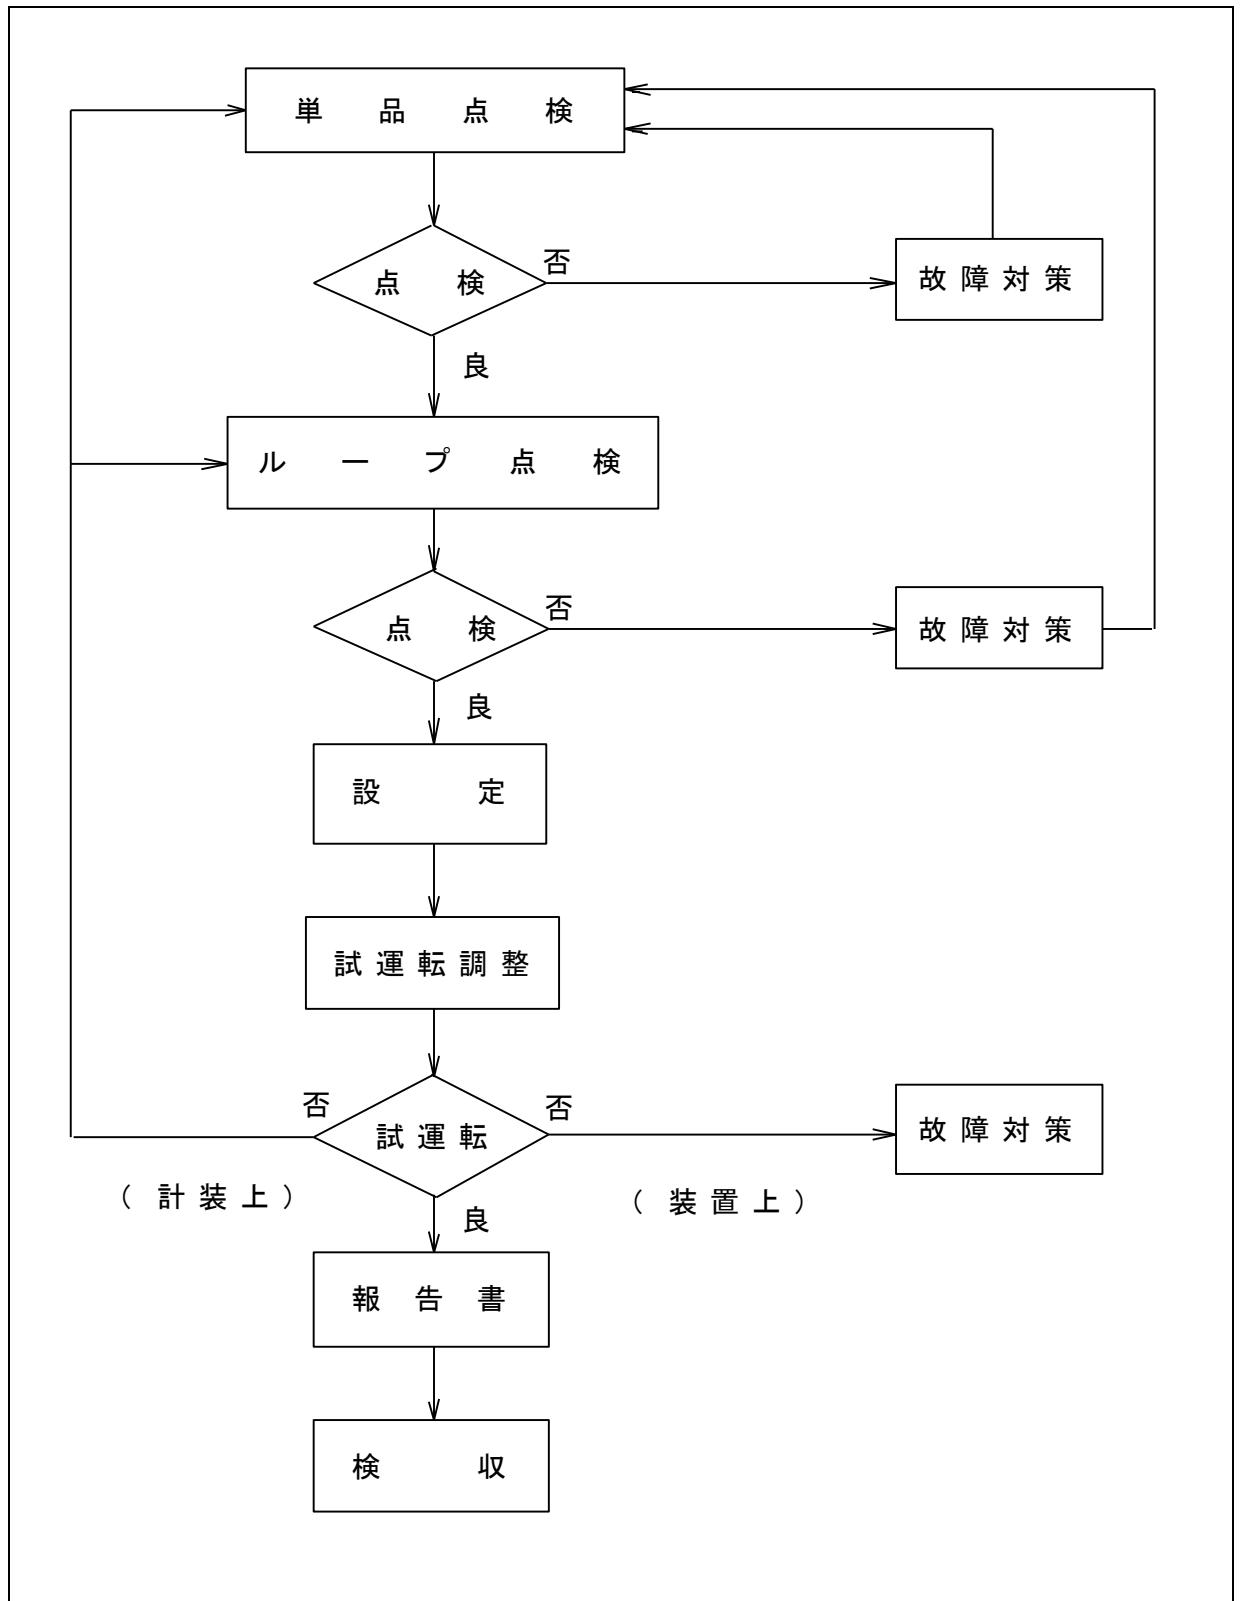 単品点検
点検
否
故障対策
良
ループ点検
点検
否
故障対策
良
設定
試運転調整
否
試運転
否
故障対策
（計装上）
（装置上）
良
報告書
検収